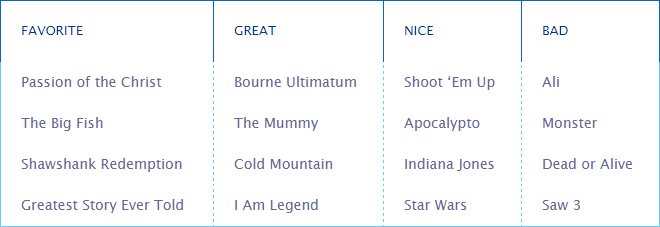 FAVORITE GREAT NICE BAD
Passion of the Christ Bourne Ultimatum Shoot ‘Em Up Ali
The Big Fish The Mummy Apocalypto Monster
Shawshank Redemption Cold Mountain Indiana Jones Dead or Alive
Greatest Story Ever Told I Am Legend Star Wars Saw 3